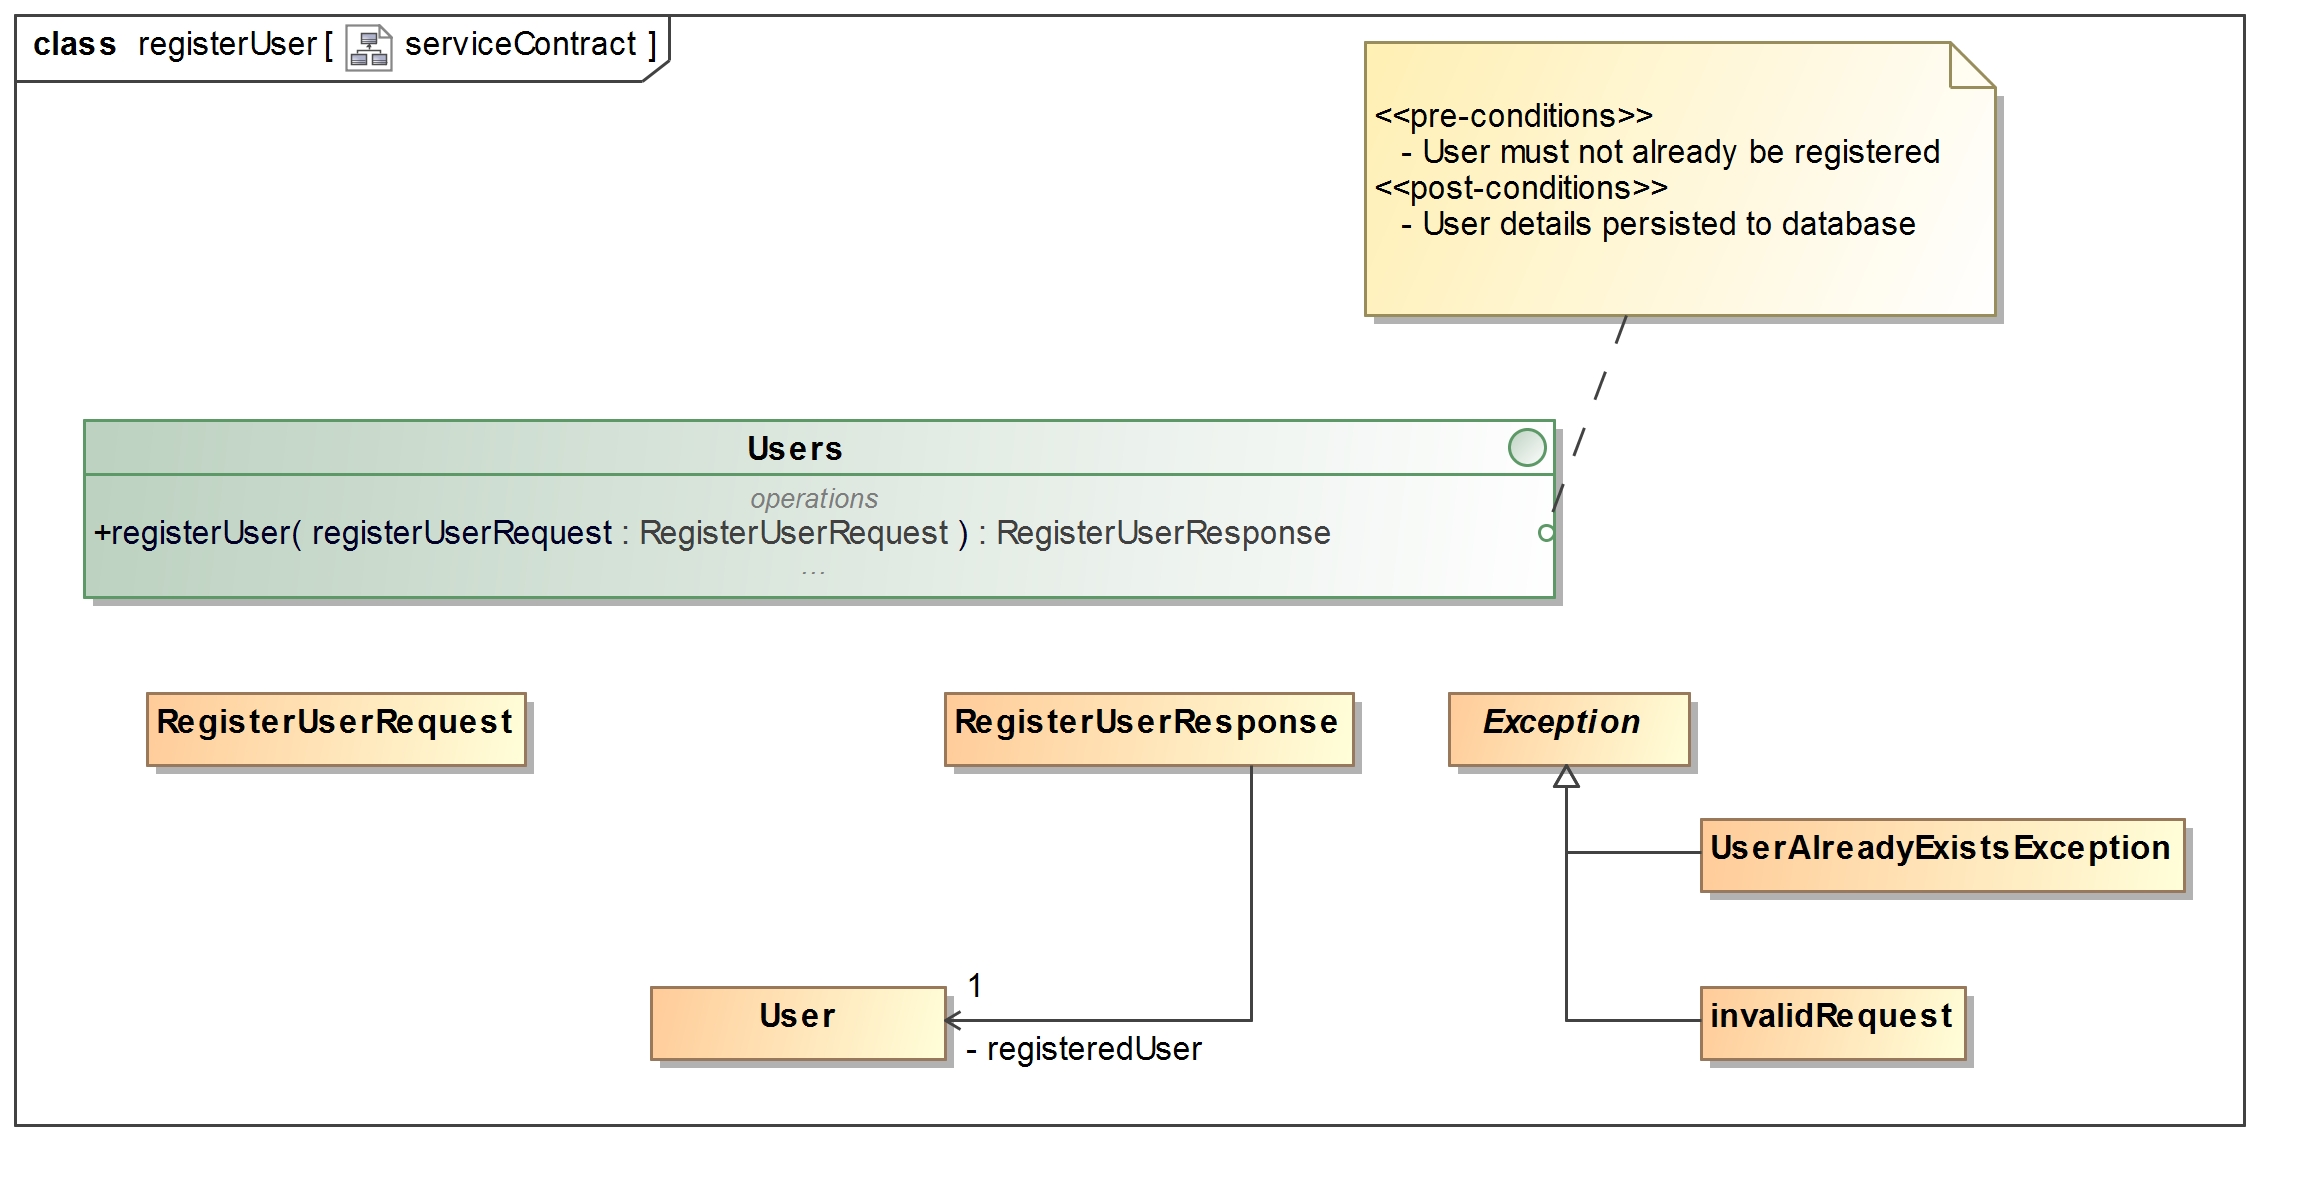 class registerUser [ serviceContract ]
<<pre-conditions>>
- User must not already be registered
<<post-conditions>>
- User details persisted to database
Users
operations
+registerUser( registerUserRequest : RegisterUserRequest ) : RegisterUserResponse
...
RegisterUserRequest
RegisterUserResponse
Exception
UserAlreadyExistsException
1
User
- registeredUser
invalidRequest